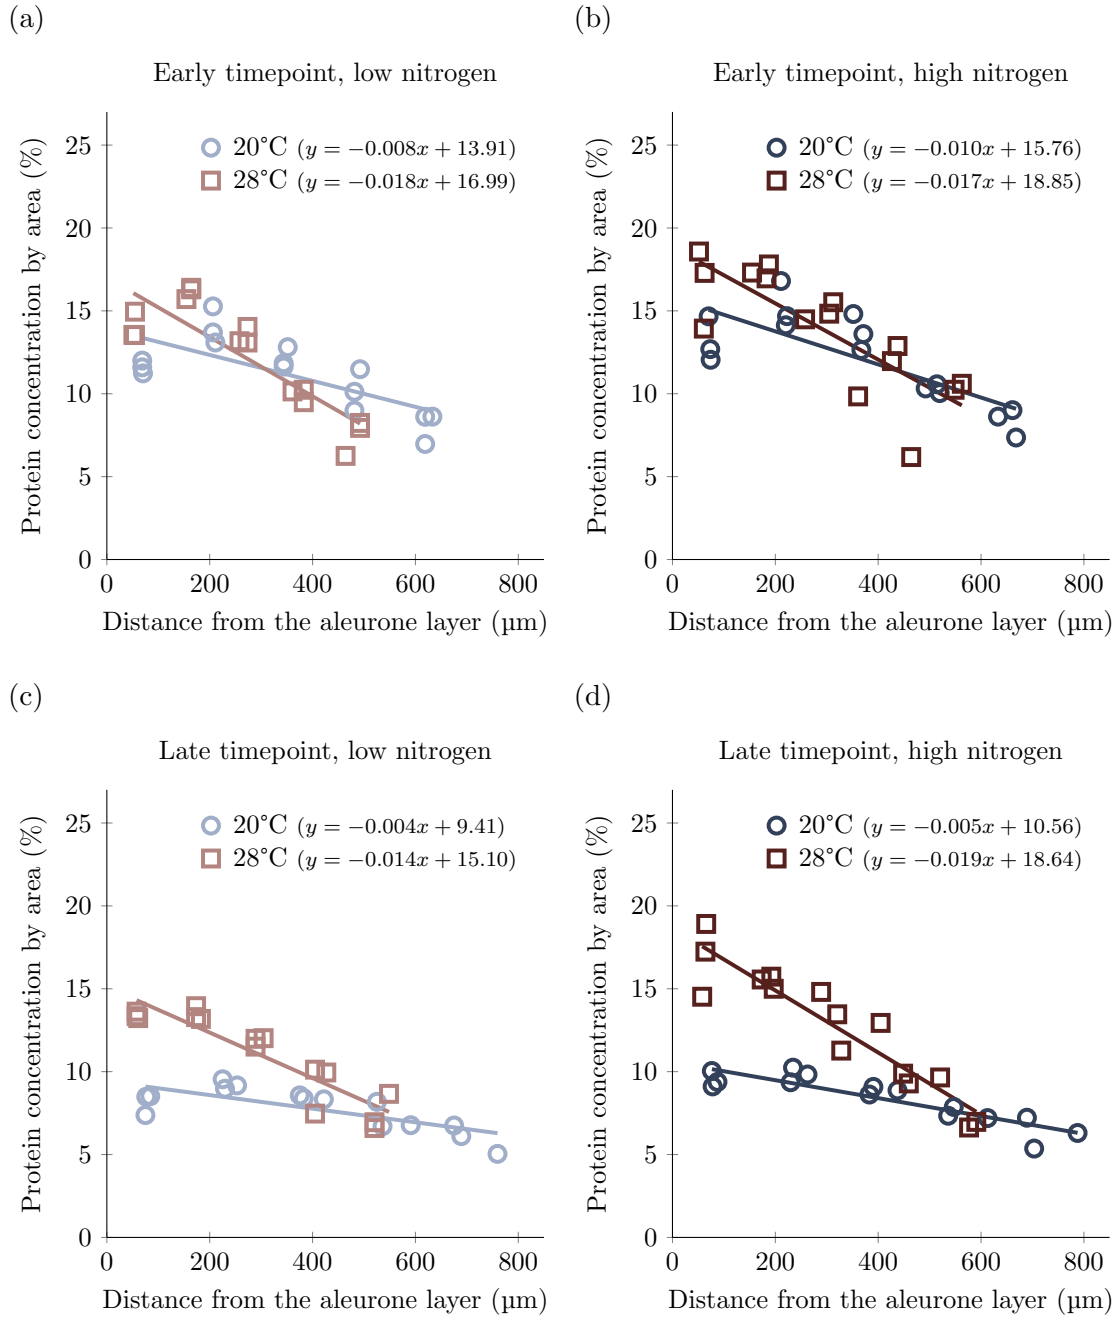 (a)
Early timepoint, low nitrogen
20°C (y = −0.008x + 13.91)
28°C (y = −0.018x + 16.99)
Protein concentration by area (%)
25
20
15
10
5
0
0 200 400 600 800
Distance from the aleurone layer (µm)
(b)
Early timepoint, high nitrogen
20°C (y = −0.010x + 15.76)
28°C (y = −0.017x + 18.85)
Protein concentration by area (%)
25
20
15
10
5
0
0 200 400 600 800
Distance from the aleurone layer (µm)
(c)
Late timepoint, low nitrogen
20°C (y = −0.004x + 9.41)
28°C (y = −0.014x + 15.10)
Protein concentration by area (%)
25
20
15
10
5
0
0 200 400 600 800
Distance from the aleurone layer (µm)
(d)
Late timepoint, high nitrogen
20°C (y = −0.005x + 10.56)
28°C (y = −0.019x + 18.64)
Protein concentration by area (%)
25
20
15
10
5
0
0 200 400 600 800
Distance from the aleurone layer (µm)